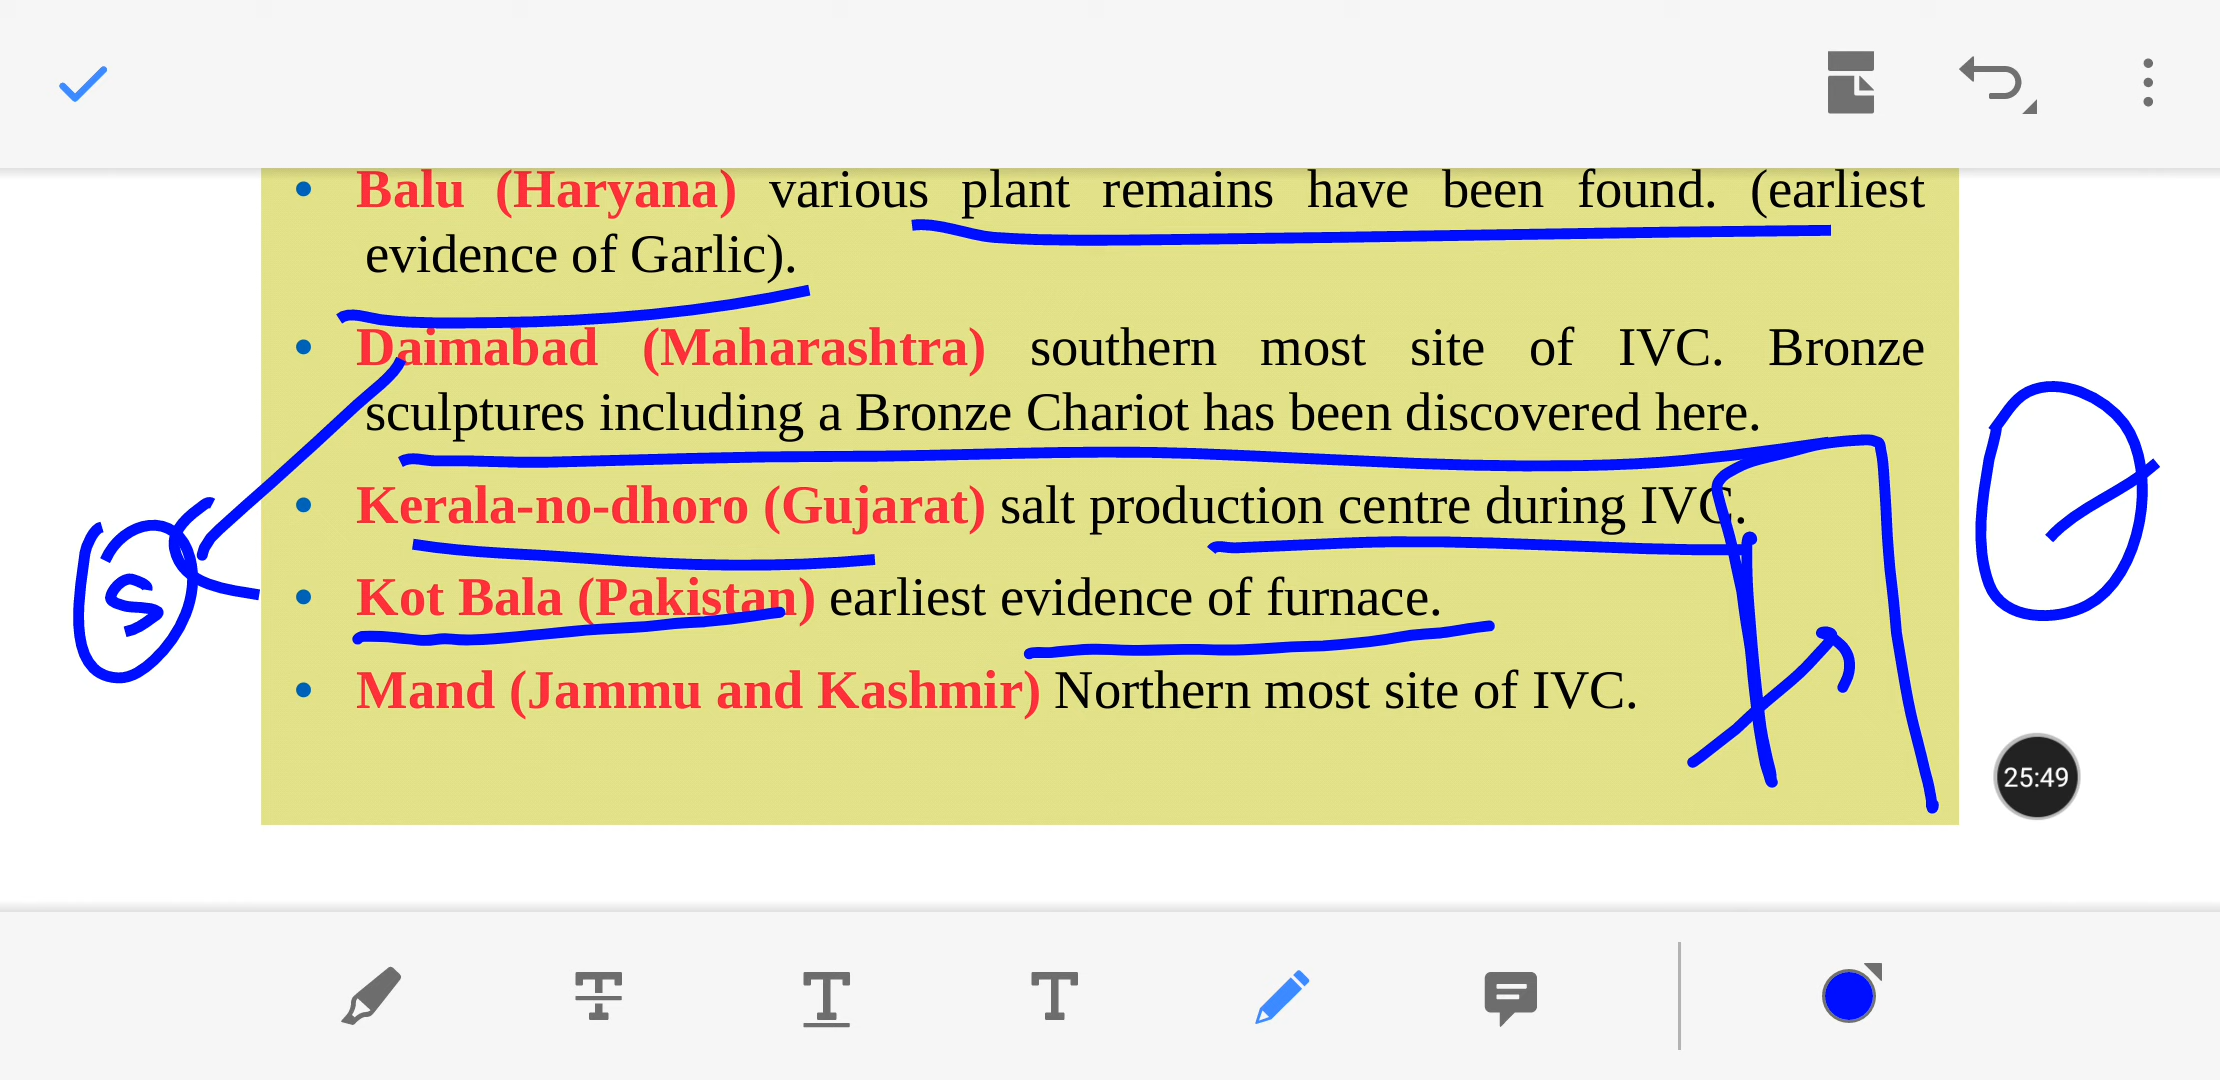 • Balu (Haryana) various plant remains have been found. (earliest
evidence of Garlic).
• Daimabad (Maharashtra) southern most site of IVC. Bronze
sculptures including a Bronze Chariot has been discovered here.
• Kerala-no-dhoro (Gujarat) salt production centre during IVC.
• Kot Bala (Pakistan) earliest evidence of furnace.
S
• Mand (Jammu and Kashmir) Northern most site of IVC.
25:49